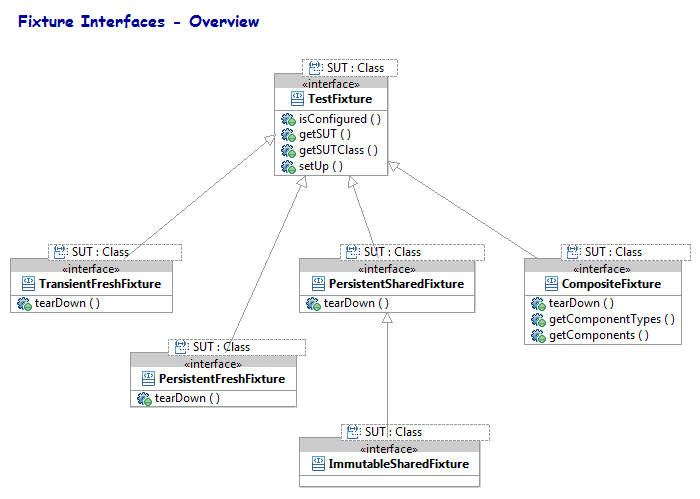 Fixture Interfaces - Overview
SUT : Class
«interface»
TestFixture
isConfigured ( )
getSUT ( )
getSUTClass ( )
setUp ( )
SUT : Class
«interface»
TransientFreshFixture
tearDown ( )
SUT : Class
«interface»
PersistentSharedFixture
tearDown ( )
SUT : Class
«interface»
CompositeFixture
tearDown ( )
getComponentTypes ( )
getComponents ( )
SUT : Class
«interface»
PersistentFreshFixture
tearDown ( )
SUT : Class
«interface»
ImmutableSharedFixture